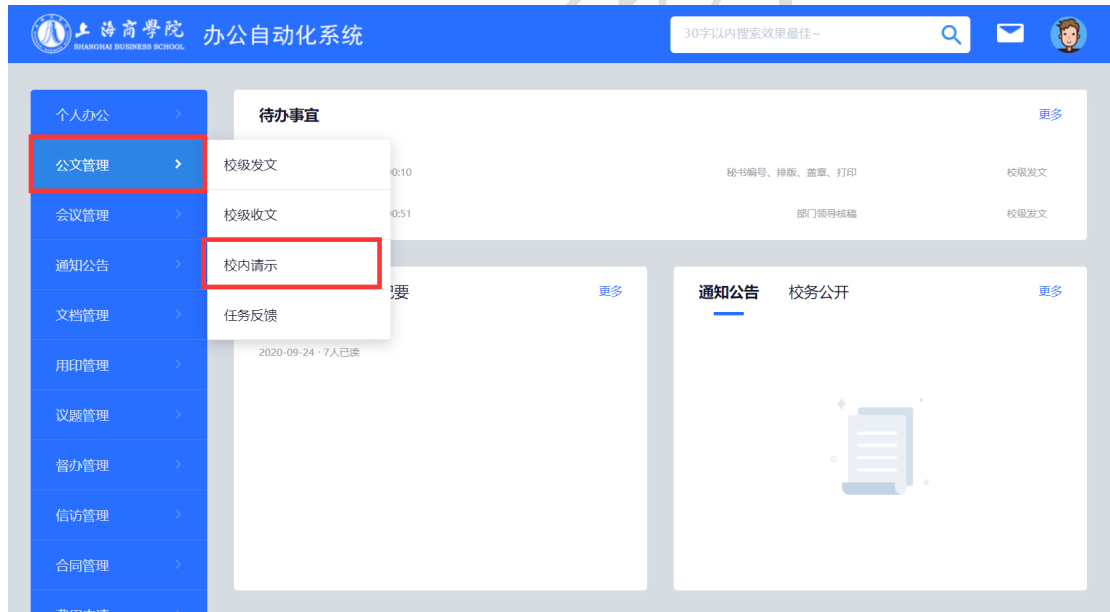 上海商學院 办公自动化系统
SHANGHAI BUSINESS SCHOOL
30字以内搜索效果最佳~
个人办公
公文管理
会议管理
通知公告
文档管理
用印管理
议题管理
督办管理
信访管理
合同管理
校级发文
校级收文
校内请示
任务反馈
待办事宜 更多
0:10 秘书编号、排版、盖章、打印 校级发文
0:51 部门领导核稿 校级发文
要 更多
2020-09-24 · 7人已读
通知公告 校务公开 更多